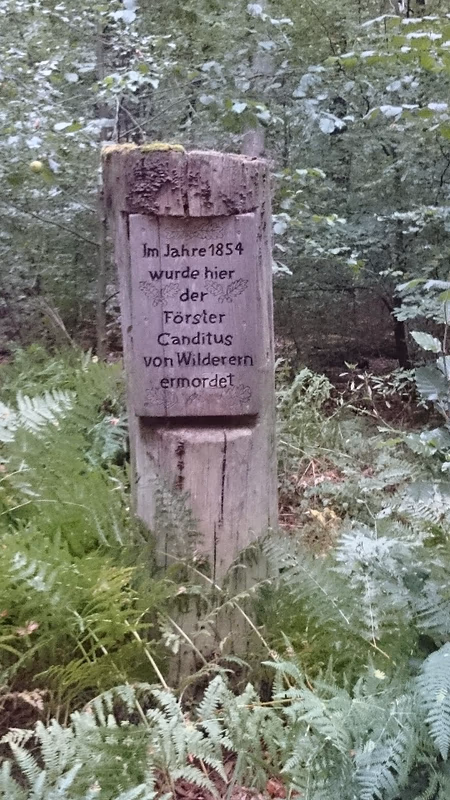 Im Jahre 1854
wurde hier
der
Förster
Canditus
von Wilderern
ermordet